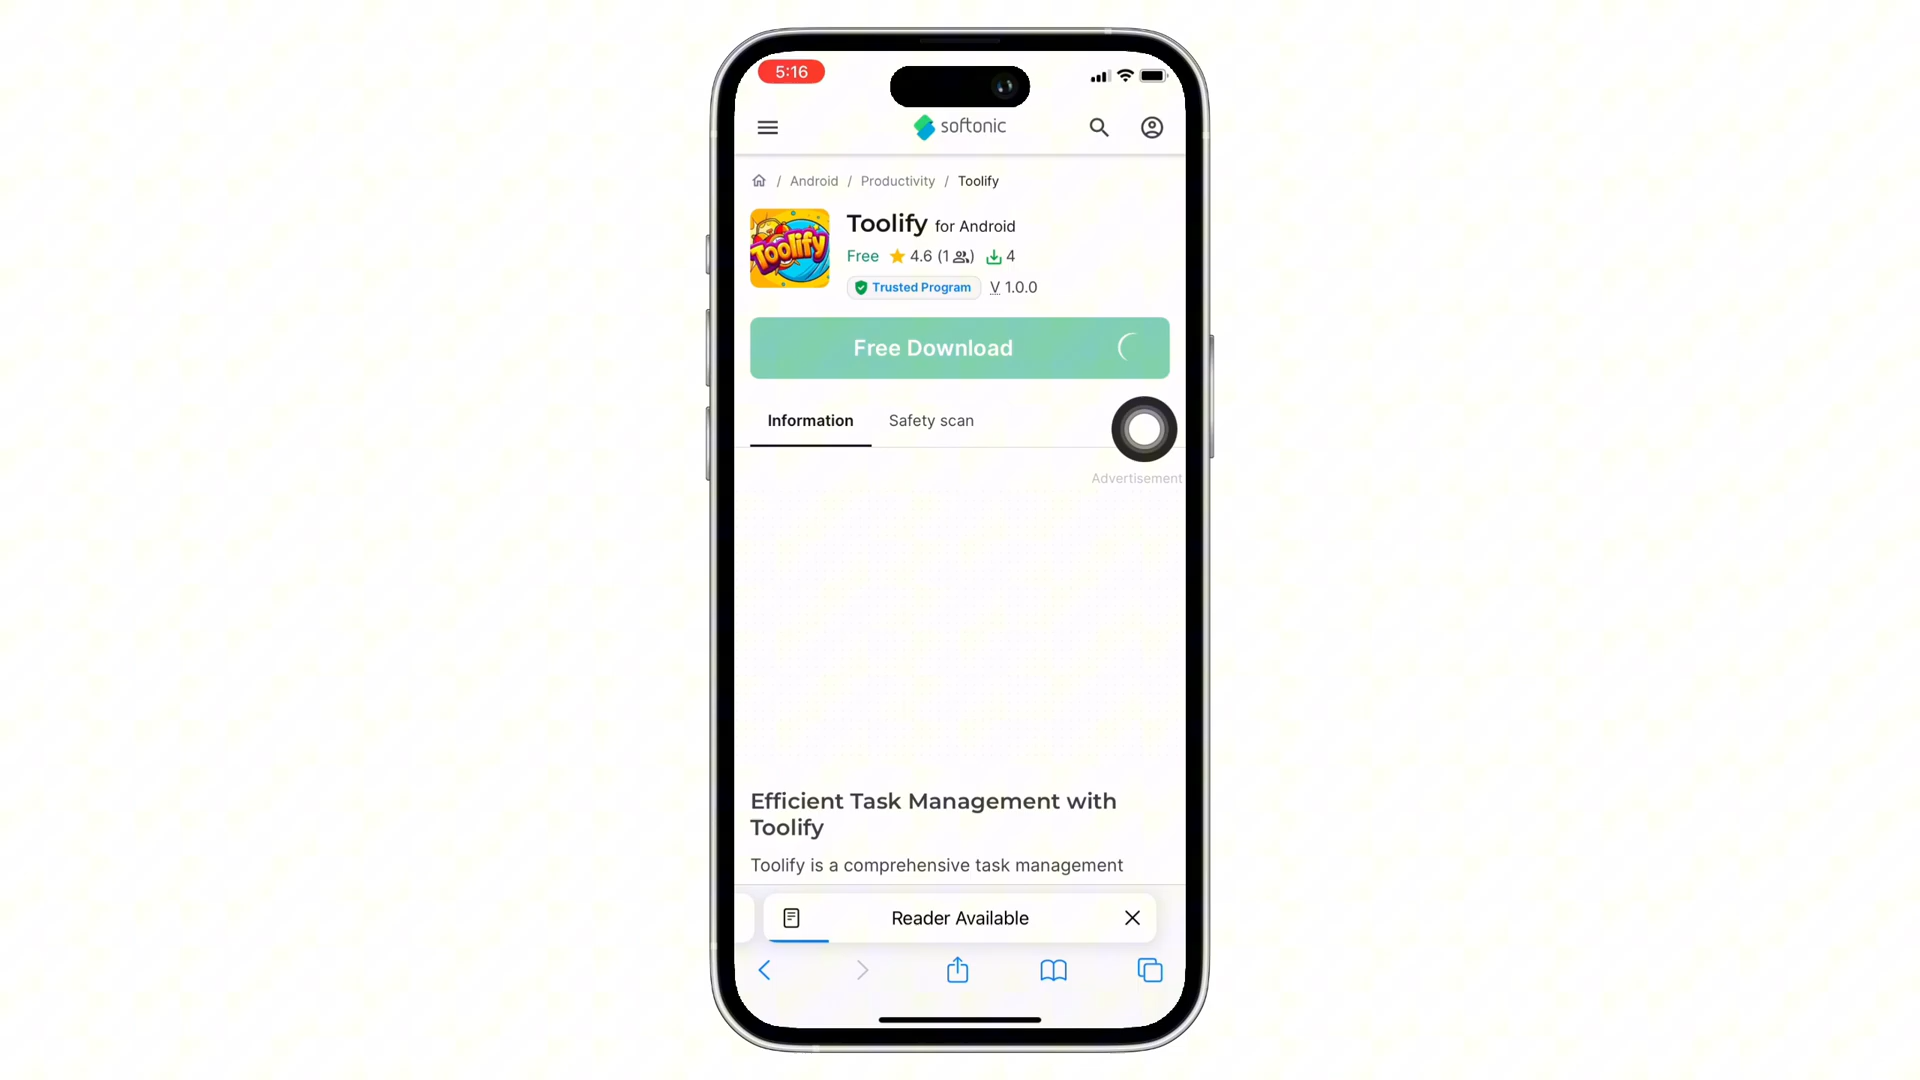 5:16
softonic
/ Android / Productivity / Toolify
Toolify
Toolify for Android
Free 4.6 (1) 4
Trusted Program V 1.0.0
Free Download
Information Safety scan
Advertisement
Efficient Task Management with
Toolify
Toolify is a comprehensive task management
Reader Available